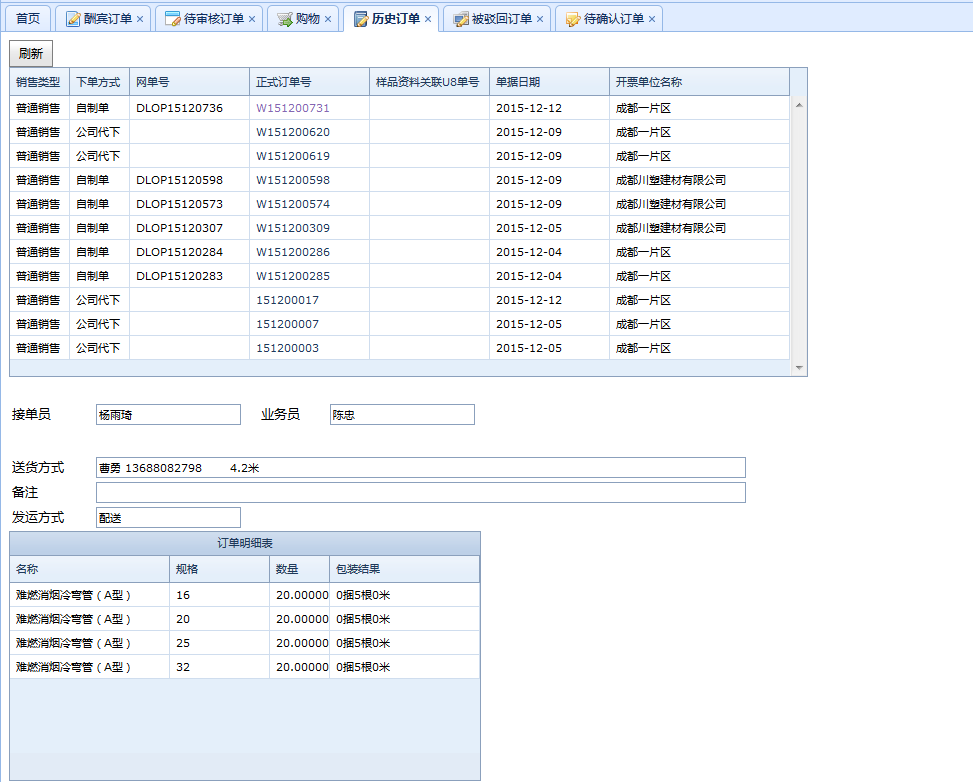 首页 酬宾订单 × 待审核订单 × 购物 × 历史订单 × 被驳回订单 × 待确认订单 ×
刷新
销售类型 下单方式 网单号 正式订单号 样品资料关联U8单号 单据日期 开票单位名称
普通销售 自制单 DLOP15120736 W151200731 2015-12-12 成都一片区
普通销售 公司代下 W151200620 2015-12-09 成都一片区
普通销售 公司代下 W151200619 2015-12-09 成都一片区
普通销售 自制单 DLOP15120598 W151200598 2015-12-09 成都川塑建材有限公司
普通销售 自制单 DLOP15120573 W151200574 2015-12-09 成都川塑建材有限公司
普通销售 自制单 DLOP15120307 W151200309 2015-12-05 成都川塑建材有限公司
普通销售 自制单 DLOP15120284 W151200286 2015-12-04 成都一片区
普通销售 自制单 DLOP15120283 W151200285 2015-12-04 成都一片区
普通销售 公司代下 151200017 2015-12-12 成都一片区
普通销售 公司代下 151200007 2015-12-05 成都一片区
普通销售 公司代下 151200003 2015-12-05 成都一片区
接单员 杨雨琦 业务员 陈忠
送货方式 曹勇 13688082798 4.2米
备注
发运方式 配送
订单明细表
名称 规格 数量 包装结果
难燃消烟冷弯管（A型） 16 20.00000 0捆5根0米
难燃消烟冷弯管（A型） 20 20.00000 0捆5根0米
难燃消烟冷弯管（A型） 25 20.00000 0捆5根0米
难燃消烟冷弯管（A型） 32 20.00000 0捆5根0米